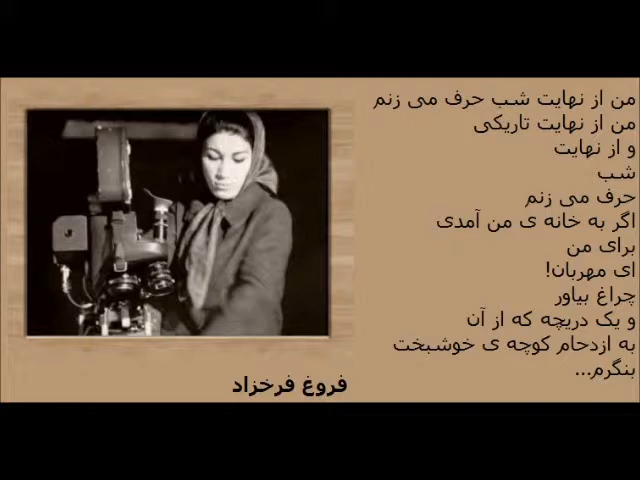 من از نهایت شب حرف می زنم
من از نهایت تاریکی
و از نهایت
شب
حرف می زنم
اگر به خانه ی من آمدی
برای من
ای مهربان!
چراغ بیاور
و یک دریچه که از آن
به ازدحام کوچه ی خوشبخت
بنگرم...
فروغ فرخزاد